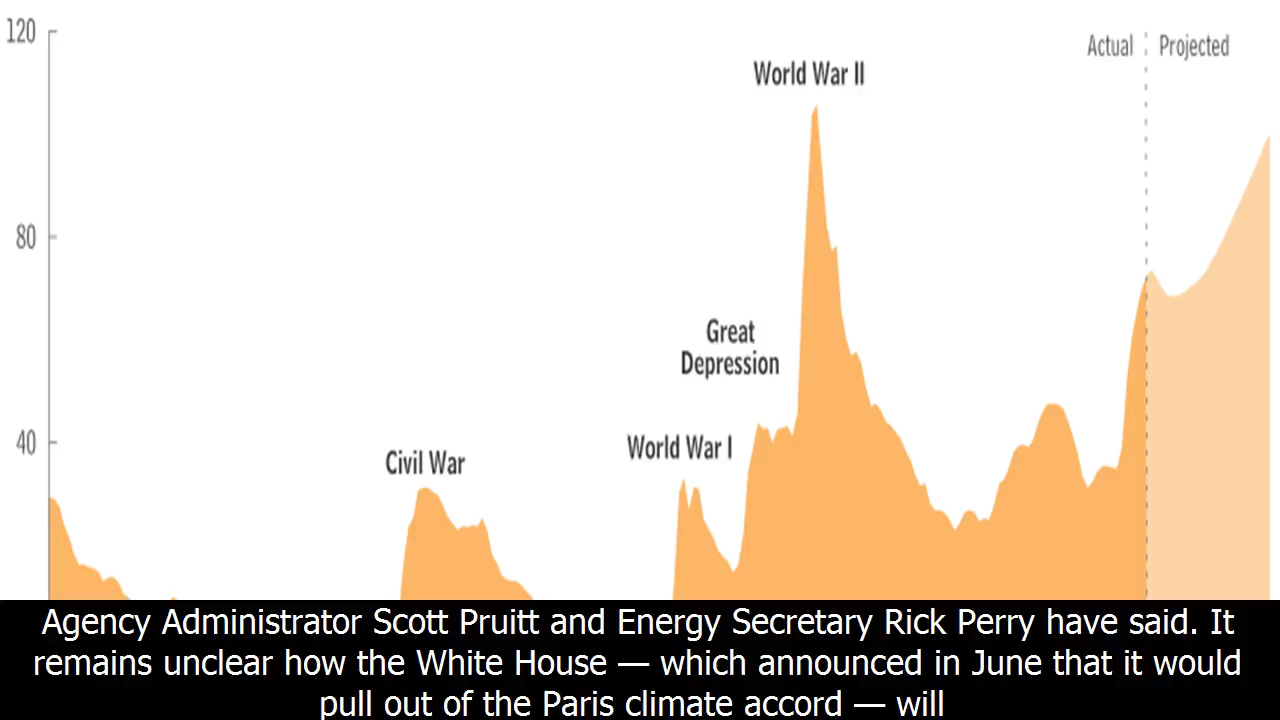 120
Actual
Projected
World War II
80
Great
Depression
40
World War I
Civil War
Agency Administrator Scott Pruitt and Energy Secretary Rick Perry have said. It
remains unclear how the White House — which announced in June that it would
pull out of the Paris climate accord — will